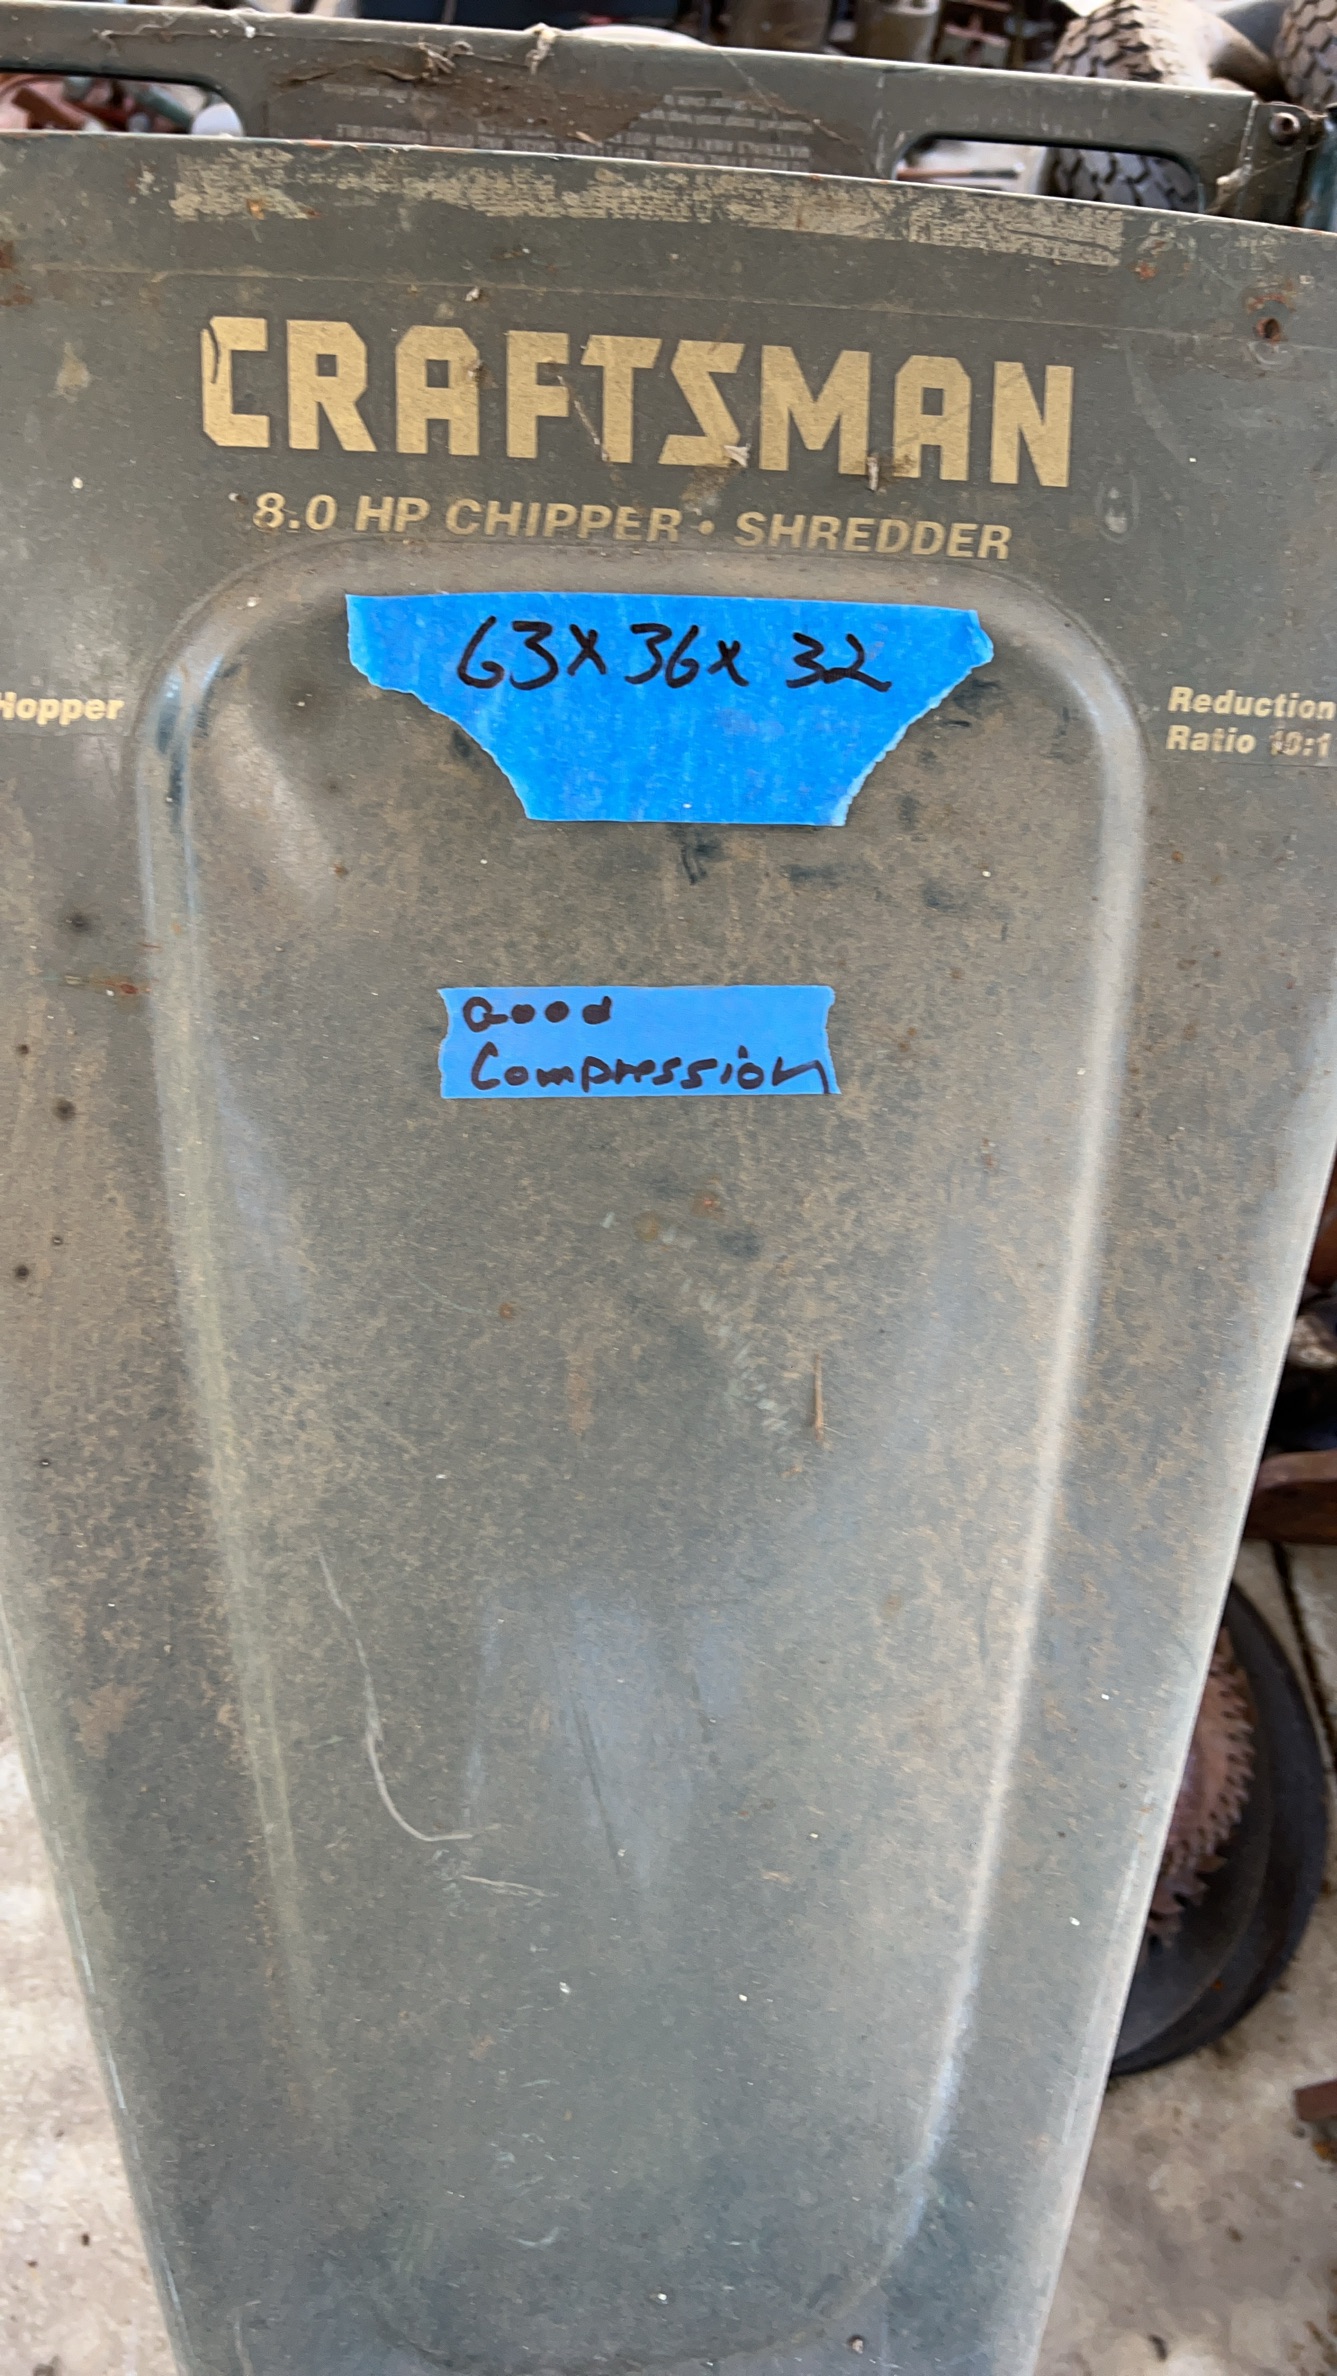 CRAFTSMAN
8.0 HP CHIPPER • SHREDDER
63x36x32
Hopper
Reduction
Ratio 10:1
Good
Compression